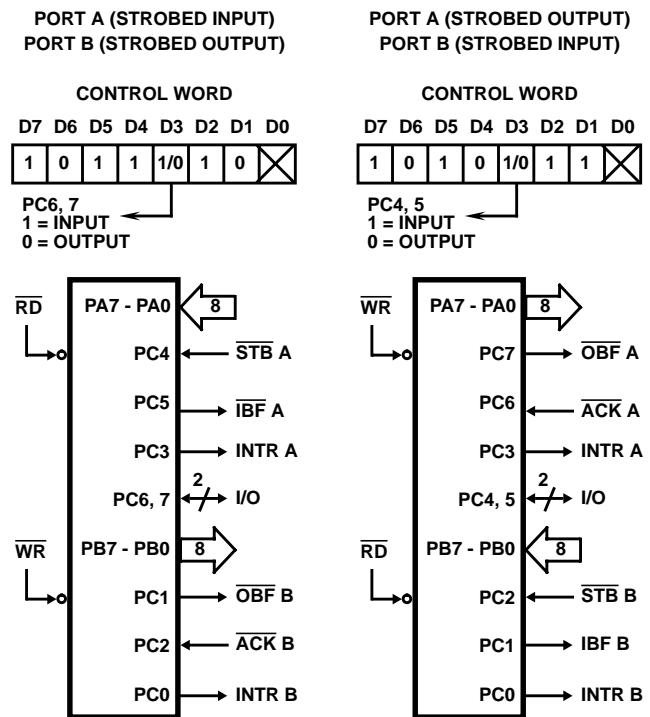 PORT A (STROBED INPUT)
PORT B (STROBED OUTPUT)
CONTROL WORD
D7 D6 D5 D4 D3 D2 D1 D0
1 0 1 1 1/0 1 0
PC6, 7
1 = INPUT
0 = OUTPUT
RD
PA7 - PA0
8
PC4
STB A
PC5
IBF A
PC3
INTR A
PC6, 7
2
I/O
WR
PB7 - PB0
8
PC1
OBF B
PC2
ACK B
PC0
INTR B
PORT A (STROBED OUTPUT)
PORT B (STROBED INPUT)
CONTROL WORD
D7 D6 D5 D4 D3 D2 D1 D0
1 0 1 0 1/0 1 1
PC4, 5
1 = INPUT
0 = OUTPUT
WR
PA7 - PA0
8
PC7
OBF A
PC6
ACK A
PC3
INTR A
PC4, 5
2
I/O
RD
PB7 - PB0
8
PC2
STB B
PC1
IBF B
PC0
INTR B